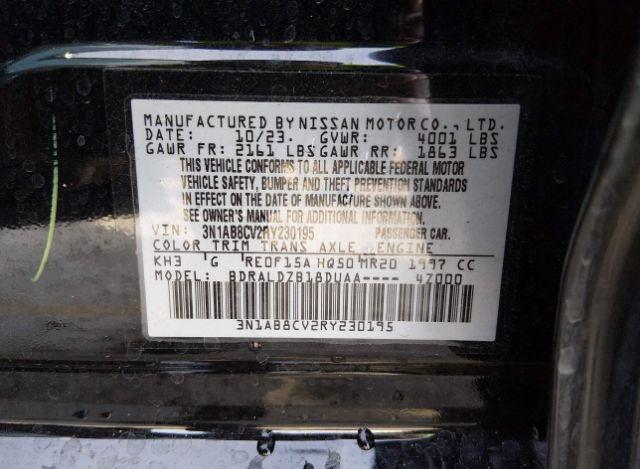 MANUFACTURED BY NISSAN MOTOR CO., LTD.
DATE: 10/23. GVWR: 4001 LBS
GAWR FR: 2161 LBS GAWR RR: 1863 LBS
THIS VEHICLE CONFORMS TO ALL APPLICABLE FEDERAL MOTOR
VEHICLE SAFETY, BUMPER AND THEFT PREVENTION STANDARDS
IN EFFECT ON THE DATE OF MANUFACTURE SHOWN ABOVE.
SEE OWNER'S MANUAL FOR ADDITIONAL INFORMATION.
VIN: 3N1AB8CV2RY230195 PASSENGER CAR.
COLOR TRIM TRANS AXLE ENGINE
KH3 G RE0F15A HQ50 MR20 1997 CC
MODEL: BDRALDZB18DUAA---- 4Z000
3N1AB8CV2RY230195